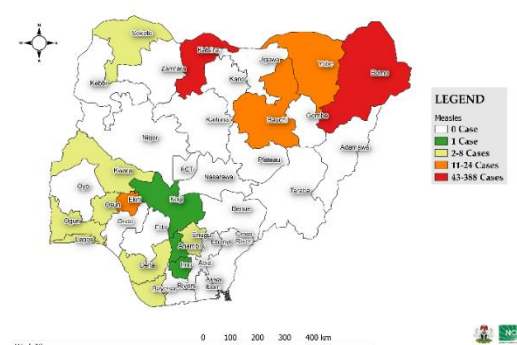 Sokoto
Katsina
Jigawa
Yobe
Borno
Zamfara
Kano
Kebbi
Kaduna
Bauchi
Gombe
Adamawa
Niger
Plateau
FCT
Nasarawa
Kwara
Taraba
Oyo
Ekiti
Kogi
Osun
Benue
Ogun
Ondo
Edo
Enugu
Lagos
Anambra
Ebonyi
Cross
River
Delta
Imo
Abia
Bayelsa
Rivers
Akwa
Ibom
LEGEND
Measles
0 Case
1 Case
2-8 Cases
11-24 Cases
43-388 Cases
0 100 200 300 400 km